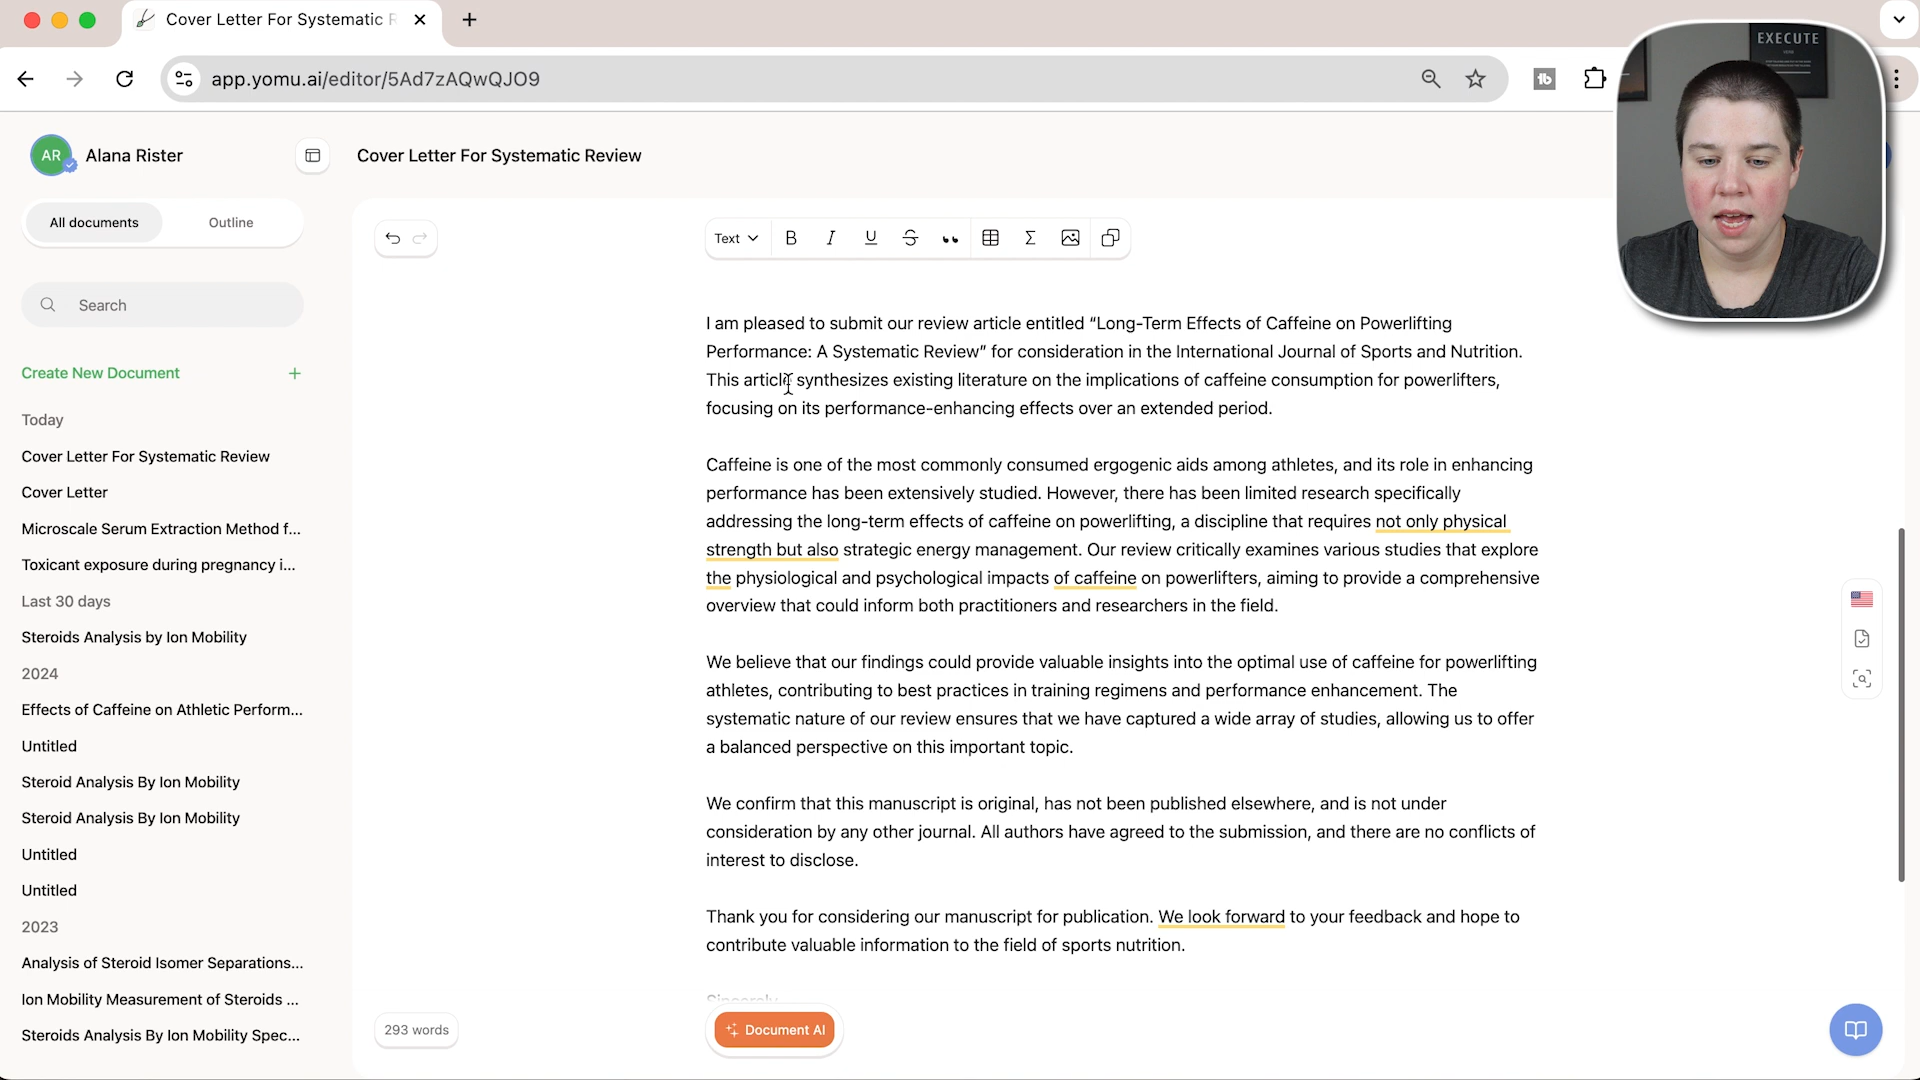 Cover Letter For Systematic R
app.yomu.ai/editor/5Ad7zAQwQJO9
EXECUTE
AR
Alana Rister
Cover Letter For Systematic Review
All documents
Outline
Text
B
I
U
S
Σ
Search
Create New Document +
Today
Cover Letter For Systematic Review
Cover Letter
Microscale Serum Extraction Method f...
Toxicant exposure during pregnancy i...
Last 30 days
Steroids Analysis by Ion Mobility
2024
Effects of Caffeine on Athletic Perform...
Untitled
Steroid Analysis By Ion Mobility
Steroid Analysis By Ion Mobility
Untitled
Untitled
2023
Analysis of Steroid Isomer Separations...
Ion Mobility Measurement of Steroids ...
Steroids Analysis By Ion Mobility Spec...
I am pleased to submit our review article entitled “Long-Term Effects of Caffeine on Powerlifting
Performance: A Systematic Review” for consideration in the International Journal of Sports and Nutrition.
This article synthesizes existing literature on the implications of caffeine consumption for powerlifters,
focusing on its performance-enhancing effects over an extended period.
Caffeine is one of the most commonly consumed ergogenic aids among athletes, and its role in enhancing
performance has been extensively studied. However, there has been limited research specifically
addressing the long-term effects of caffeine on powerlifting, a discipline that requires not only physical
strength but also strategic energy management. Our review critically examines various studies that explore
the physiological and psychological impacts of caffeine on powerlifters, aiming to provide a comprehensive
overview that could inform both practitioners and researchers in the field.
We believe that our findings could provide valuable insights into the optimal use of caffeine for powerlifting
athletes, contributing to best practices in training regimens and performance enhancement. The
systematic nature of our review ensures that we have captured a wide array of studies, allowing us to offer
a balanced perspective on this important topic.
We confirm that this manuscript is original, has not been published elsewhere, and is not under
consideration by any other journal. All authors have agreed to the submission, and there are no conflicts of
interest to disclose.
Thank you for considering our manuscript for publication. We look forward to your feedback and hope to
contribute valuable information to the field of sports nutrition.
Sincerely
293 words
Document AI